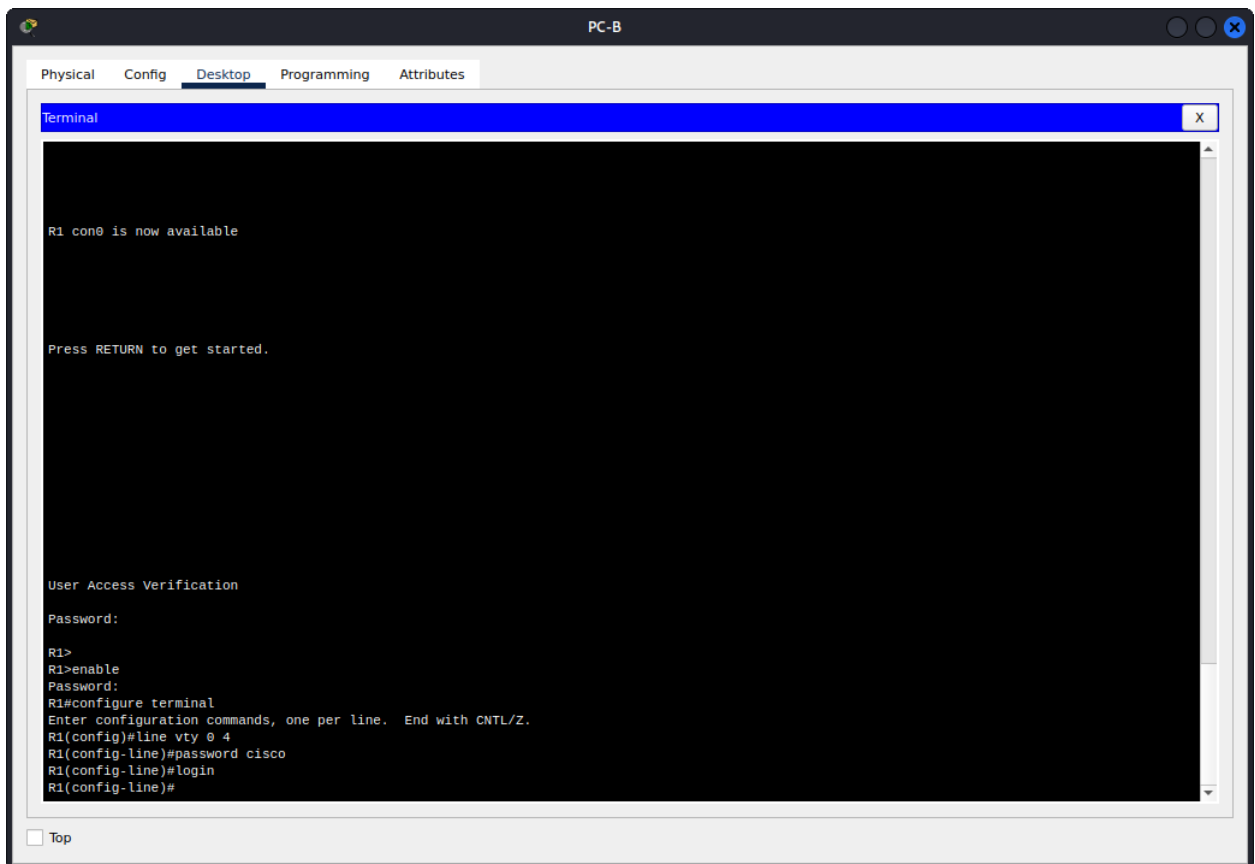 PC-B
Physical Config Desktop Programming Attributes
Terminal X
R1 con0 is now available
Press RETURN to get started.
User Access Verification
Password:
R1>
R1>enable
Password:
R1#configure terminal
Enter configuration commands, one per line.  End with CNTL/Z.
R1(config)#line vty 0 4
R1(config-line)#password cisco
R1(config-line)#login
R1(config-line)#
Top